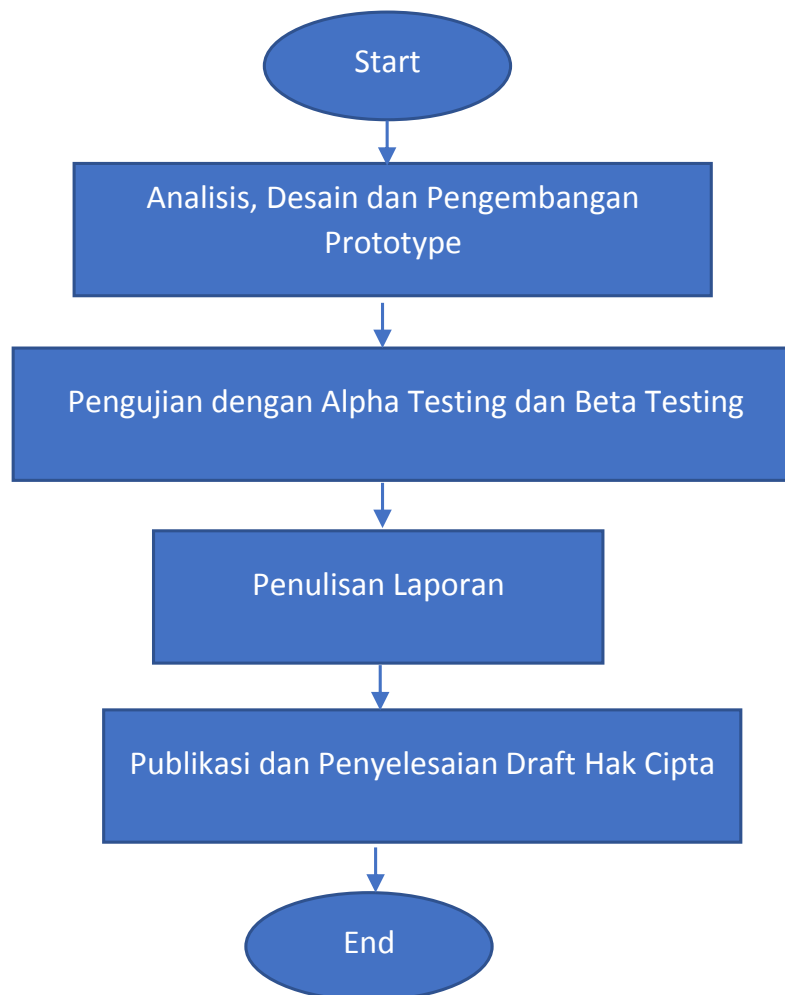 Start
Analisis, Desain dan Pengembangan
Prototype
Pengujian dengan Alpha Testing dan Beta Testing
Penulisan Laporan
Publikasi dan Penyelesaian Draft Hak Cipta
End